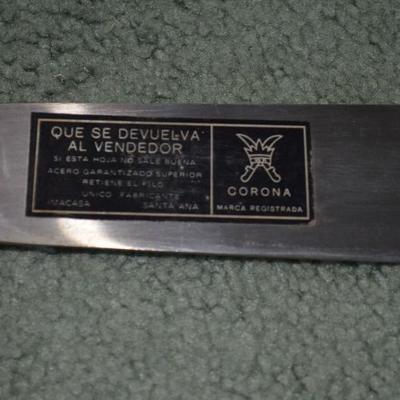 QUE SE DEVUELVA
AL VENDEDOR
SI ESTA HOJA NO SALE BUENA
ACERO GARANTIZADO SUPERIOR
RETIENE EL FILO
UNICO FABRICANTE
IMACASA SANTA ANA
CORONA
MARCA REGISTRADA